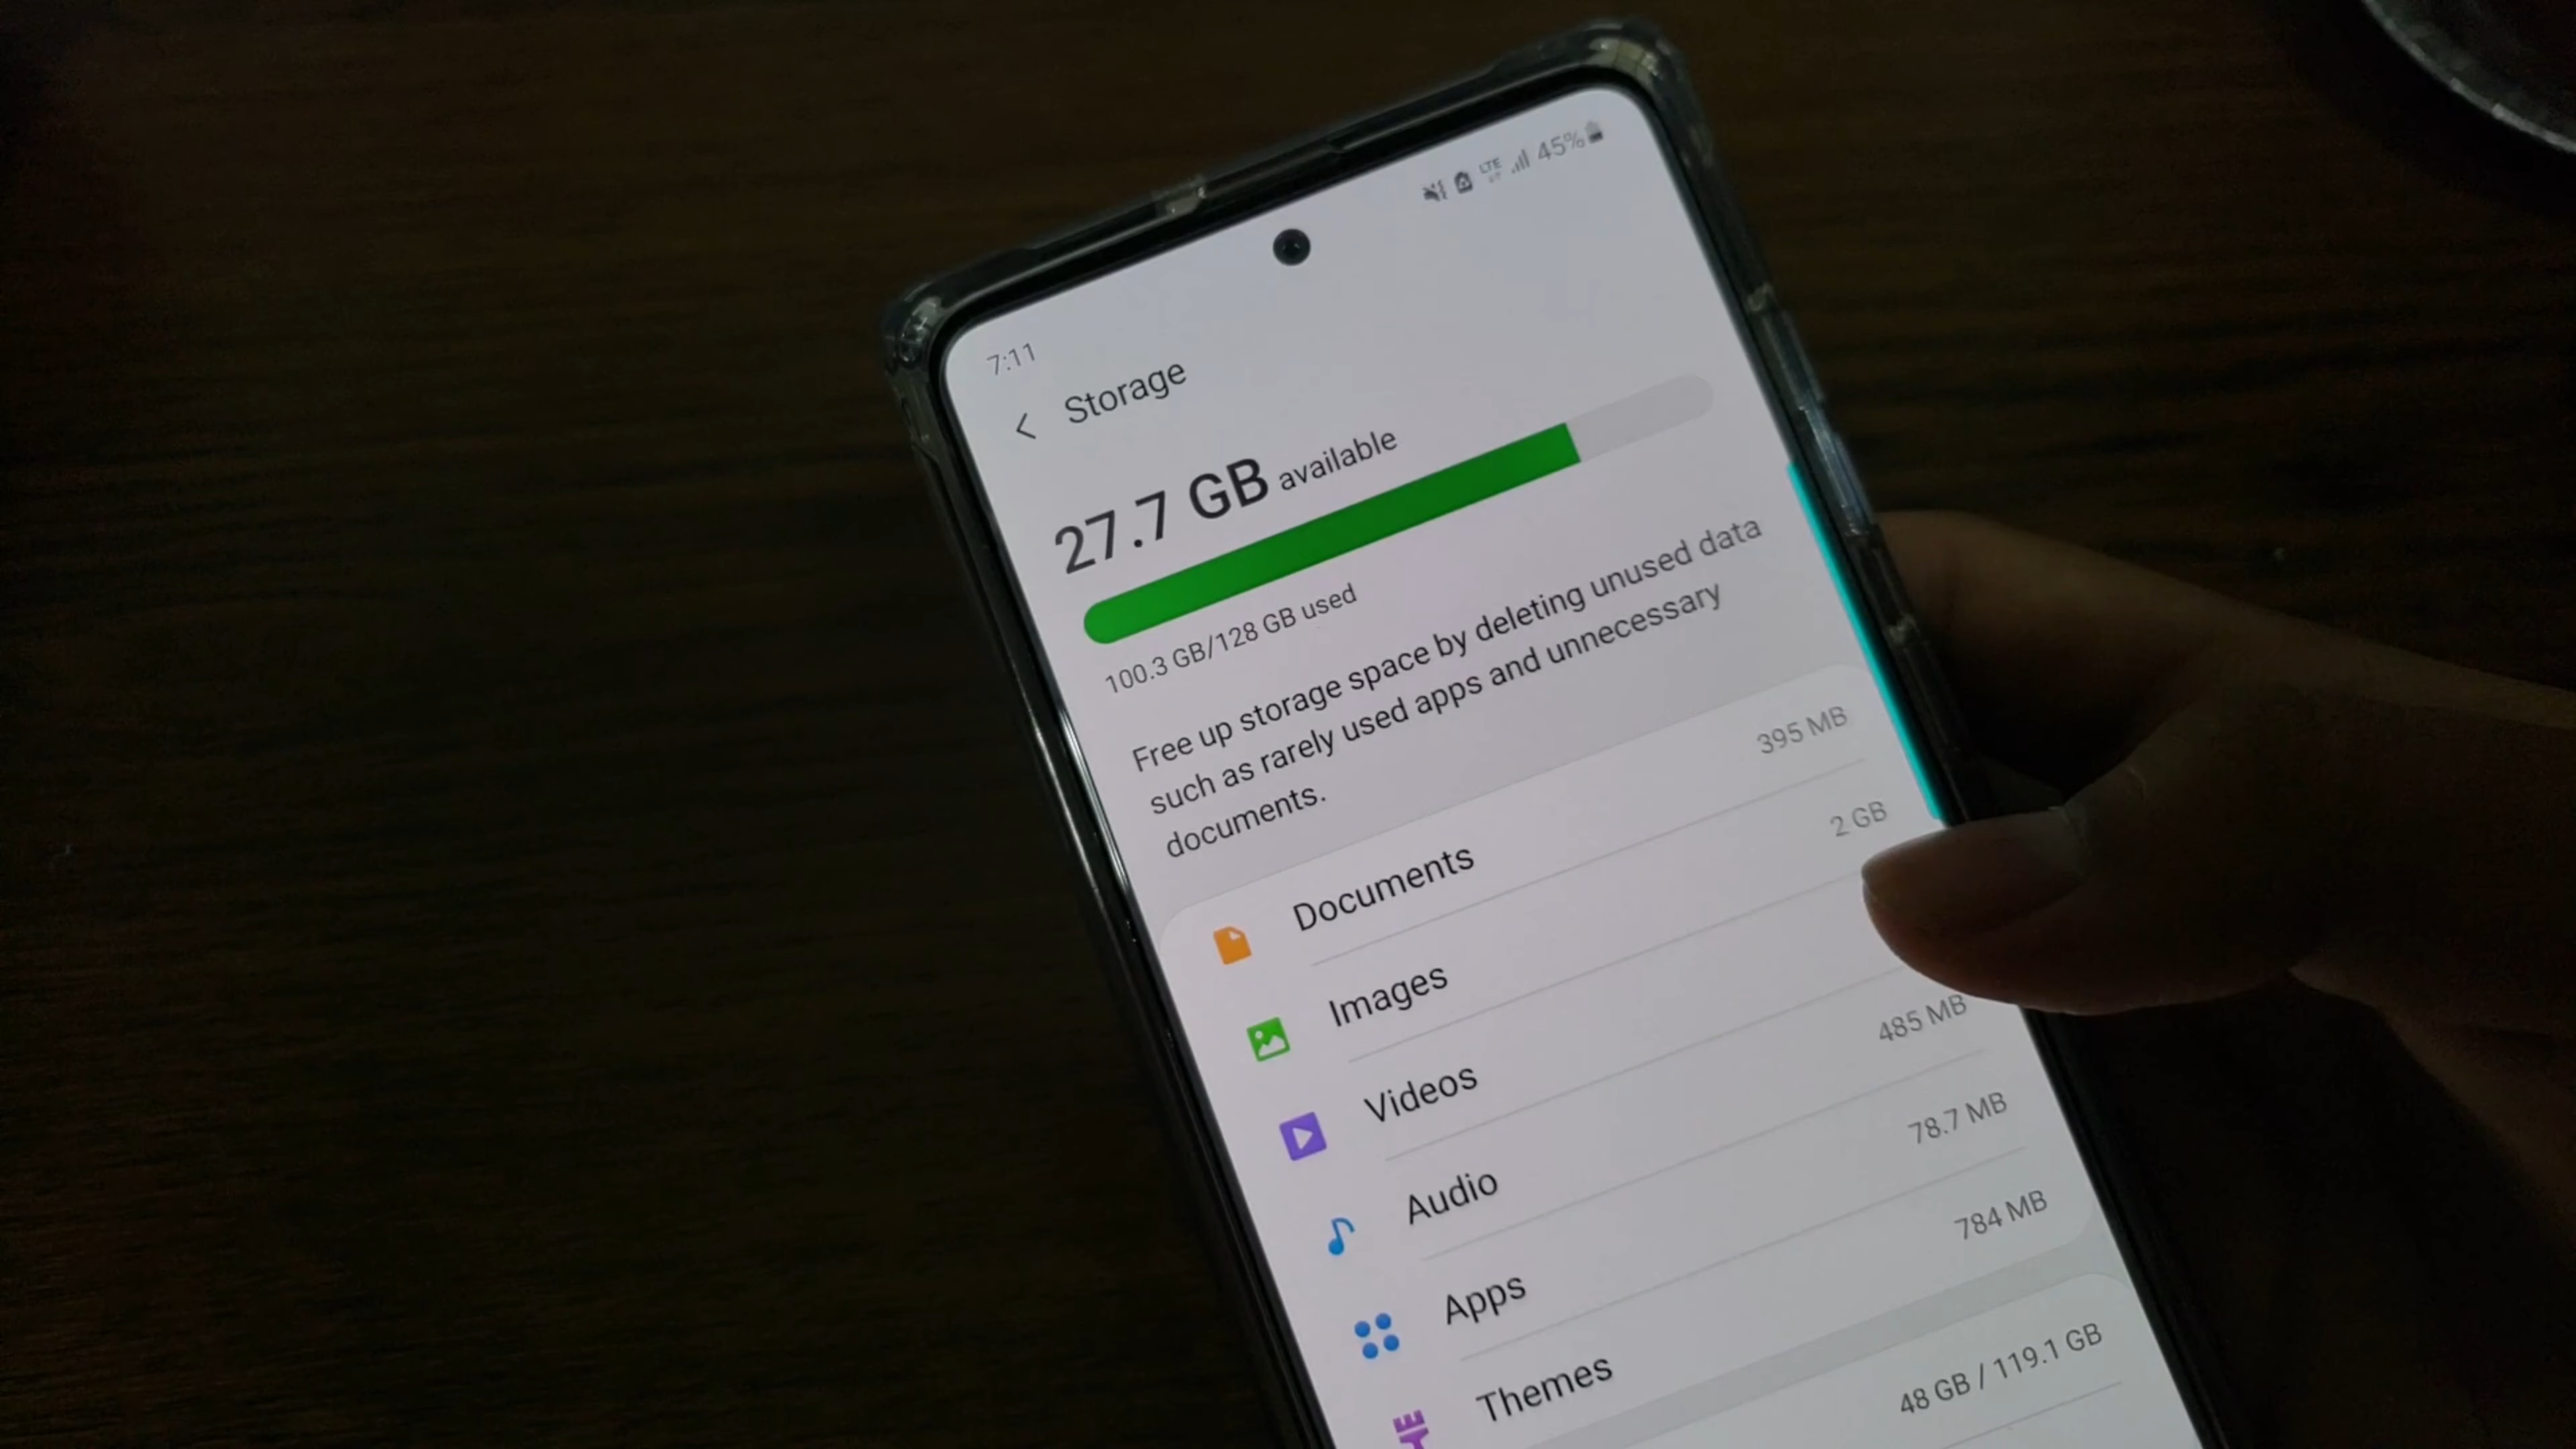 7:11 LTE 45%
Storage
27.7 GB available
100.3 GB/128 GB used
Free up storage space by deleting unused data
such as rarely used apps and unnecessary
documents.
Documents 395 MB
Images 2 GB
Videos
Audio 485 MB
Apps 78.7 MB
Themes 784 MB
48 GB / 119.1 GB